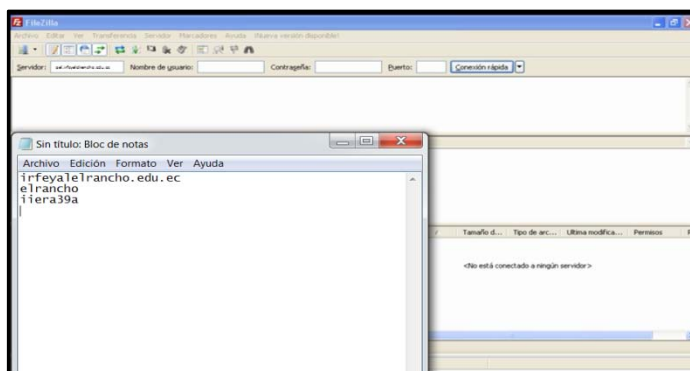 FileZilla
Archivo Editar Ver Transferencia Servidor Marcadores Ayuda ¡Nueva versión disponible!
Servidor: Nombre de usuario: Contraseña: Puerto: Conexión rápida
Sin título: Bloc de notas
Archivo Edición Formato Ver Ayuda
irfeyalelrancho.edu.ec
elrancho
iiera39a
Tamaño d... Tipo de arc... Ultima modifica... Permisos
<No está conectado a ningún servidor>